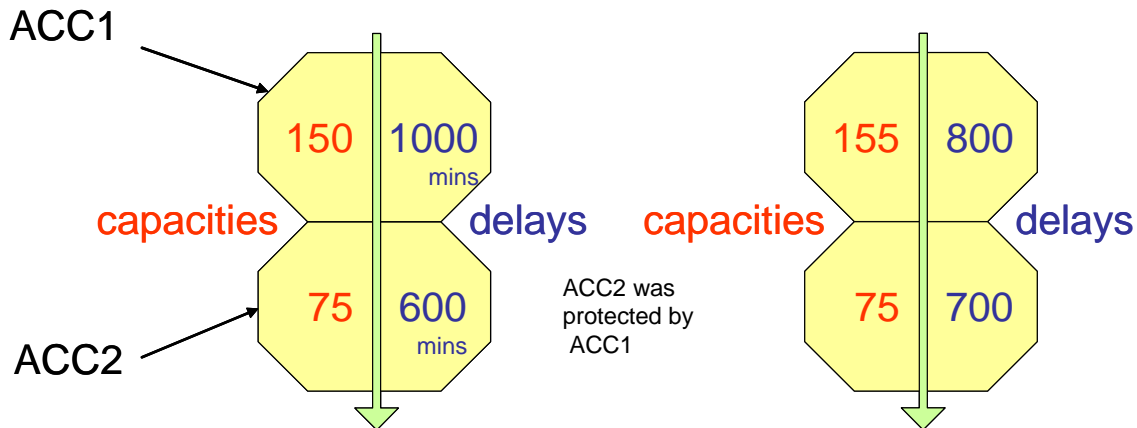 ACC1
150 1000
mins
155 800
capacities delays
capacities delays
75 600
mins
ACC2 was
protected by
ACC1
75 700
ACC2